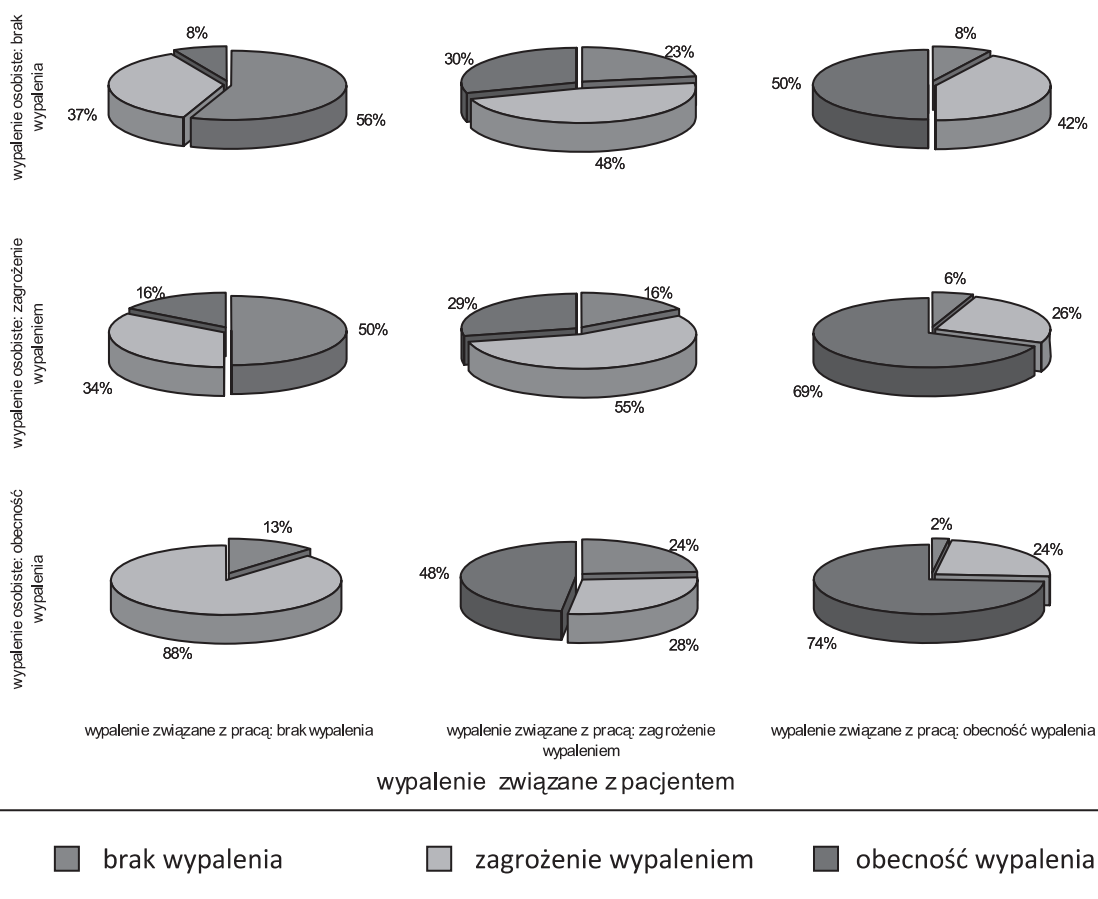 wypalenie osobiste: brak
wypalenia
8%
37%
56%
30%
23%
48%
8%
50%
42%
wypalenie osobiste: zagrożenie
wypaleniem
16%
50%
34%
29%
16%
55%
6%
26%
69%
wypalenie osobiste: obecność
wypalenia
13%
88%
48%
24%
28%
2%
24%
74%
wypalenie związane z pracą: brak wypalenia
wypalenie związane z pracą: zagrożenie
wypaleniem
wypalenie związane z pracą: obecność wypalenia
wypalenie związane z pacjentem
brak wypalenia
zagrożenie wypaleniem
obecność wypalenia